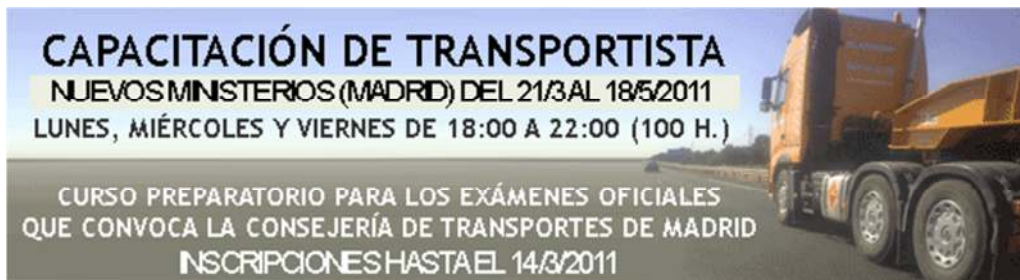 CAPACITACIÓN DE TRANSPORTISTA
NUEVOS MINISTERIOS (MADRID) DEL 21/3 AL 18/5/2011
LUNES, MIÉRCOLES Y VIERNES DE 18:00 A 22:00 (100 H.)
CURSO PREPARATORIO PARA LOS EXÁMENES OFICIALES
QUE CONVOCA LA CONSEJERÍA DE TRANSPORTES DE MADRID
INSCRIPCIONES HASTA EL 14/3/2011